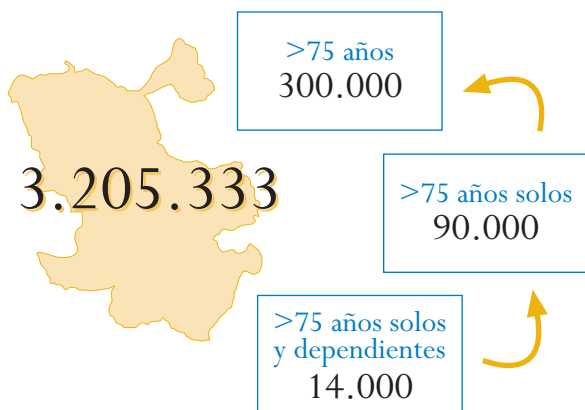 >75 años
300.000
3.205.333
>75 años solos
90.000
>75 años solos
y dependientes
14.000